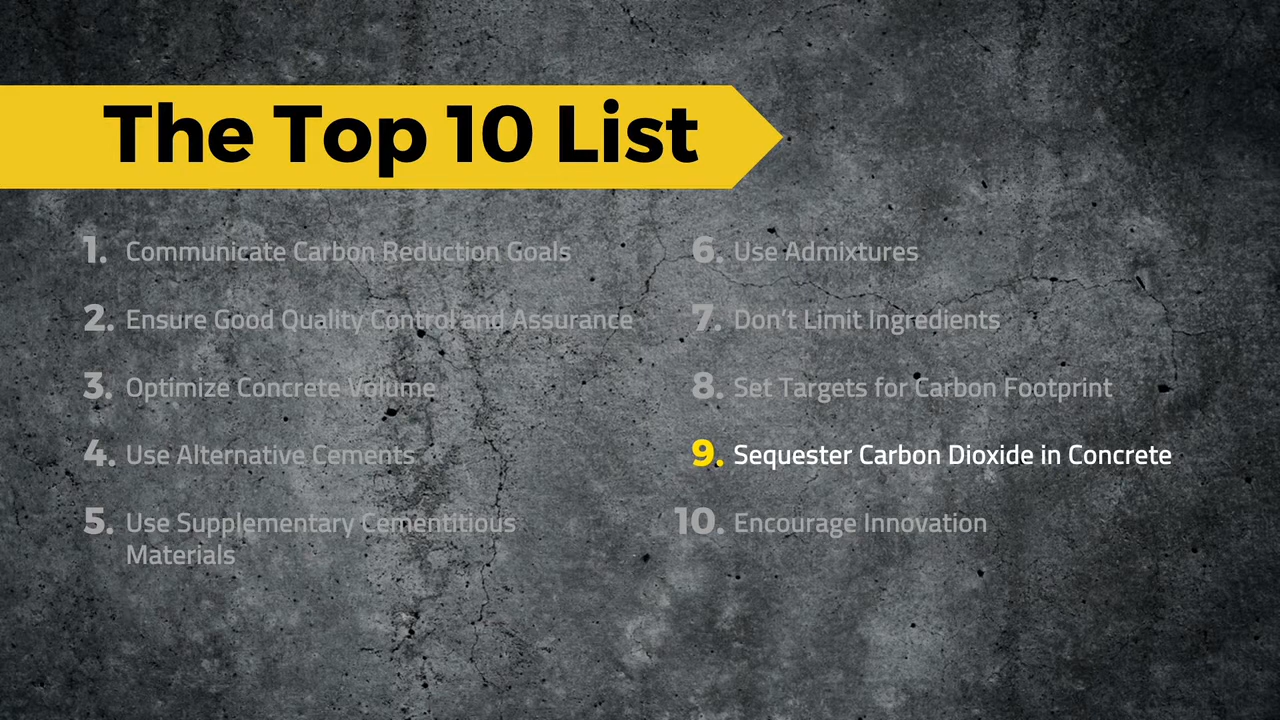 The Top 10 List
1. Communicate Carbon Reduction Goals
2. Ensure Good Quality Control and Assurance
3. Optimize Concrete Volume
4. Use Alternative Cements
5. Use Supplementary Cementitious
Materials
6. Use Admixtures
7. Don’t Limit Ingredients
8. Set Targets for Carbon Footprint
9. Sequester Carbon Dioxide in Concrete
10. Encourage Innovation